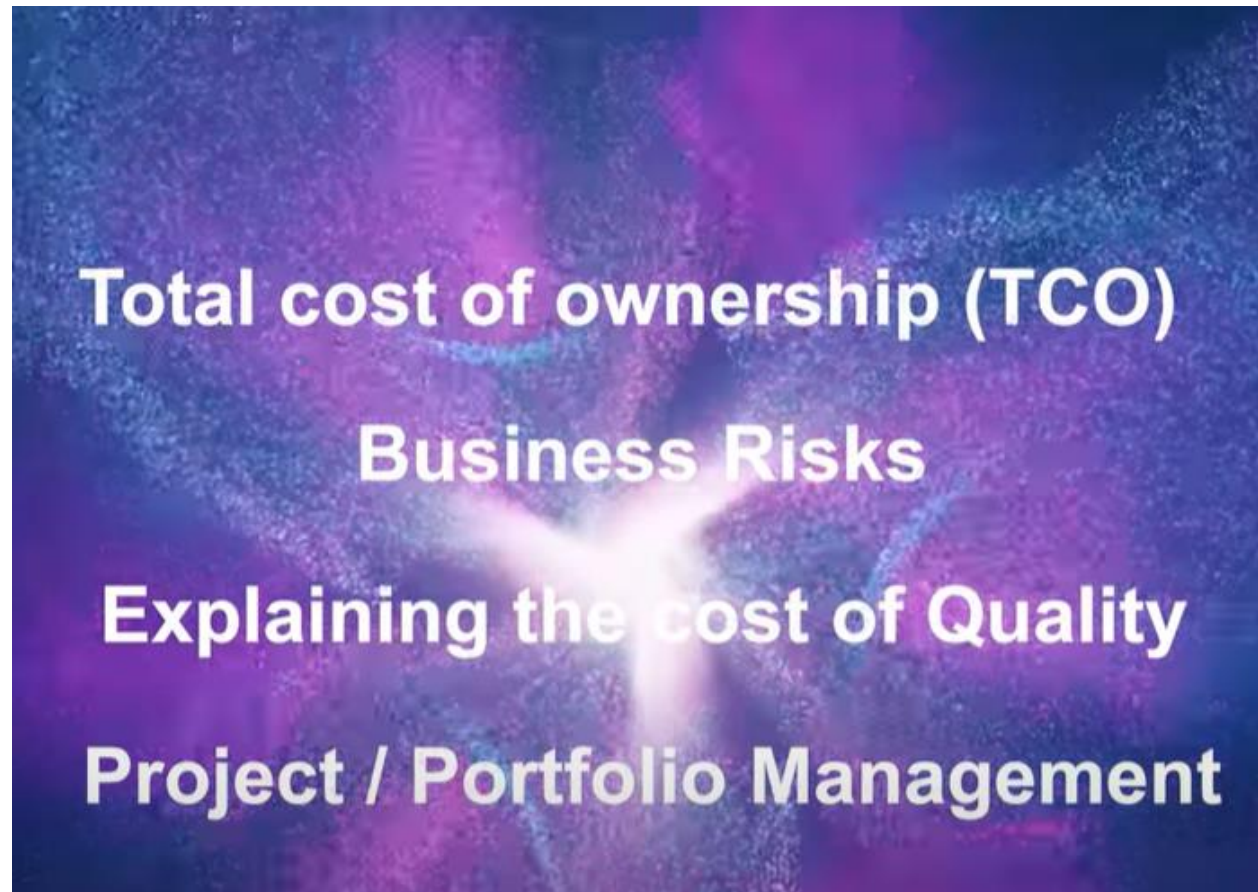 Total cost of ownership (TCO)
Business Risks
Explaining the cost of Quality
Project / Portfolio Management